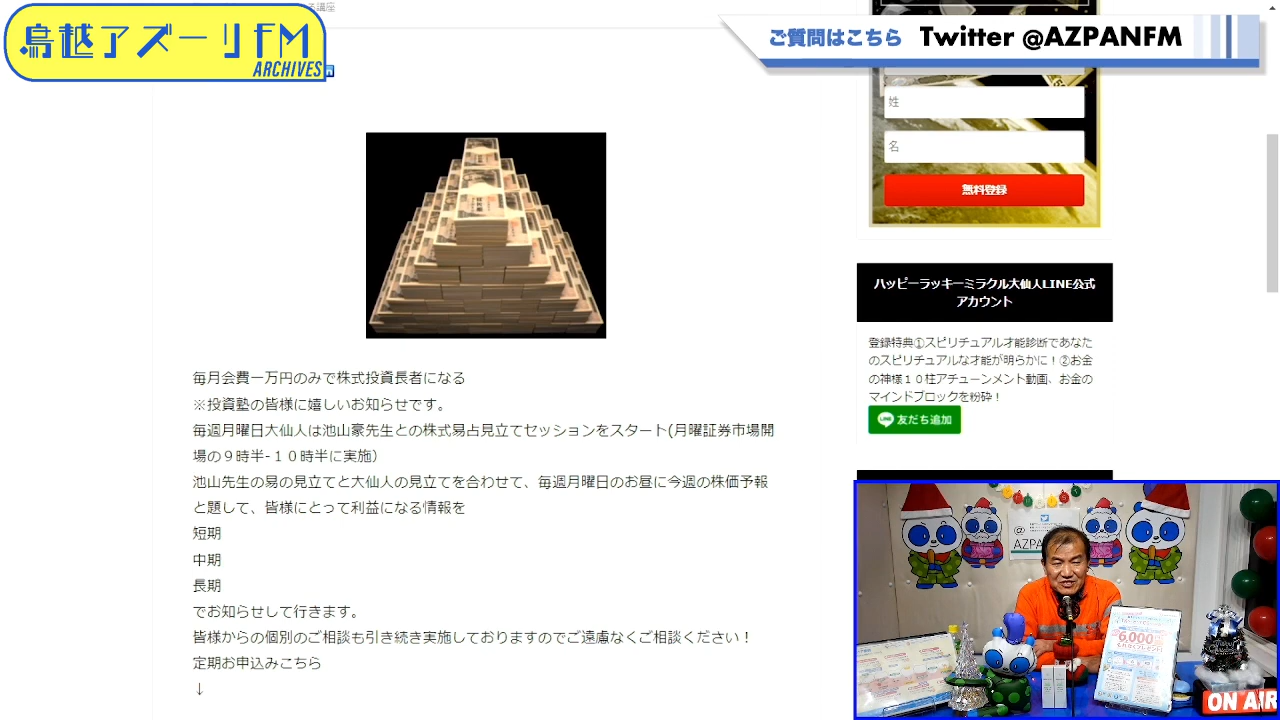 る講座
鳥越アズーリFM
ARCHIVES
ご質問はこちら Twitter @AZPANFM
姓
名
無料登録
ハッピーラッキーミラクル大仙人LINE公式
アカウント
登録特典①スピリチュアル才能診断であなた
のスピリチュアルな才能が明らかに！②お金
の神様１０柱アチューンメント動画、お金の
マインドブロックを粉砕！
LINE 友だち追加
毎月会費一万円のみで株式投資長者になる
※投資塾の皆様に嬉しいお知らせです。
毎週月曜日大仙人は池山豪先生との株式易占見立てセッションをスタート(月曜証券市場開
場の９時半-１０時半に実施）
池山先生の易の見立てと大仙人の見立てを合わせて、毎週月曜日のお昼に今週の株価予報
と題して、皆様にとって利益になる情報を
短期
中期
長期
でお知らせして行きます。
皆様からの個別のご相談も引き続き実施しておりますのでご遠慮なくご相談ください！
定期お申込みこちら
↓
@
AZPA
6,000
ON AIR